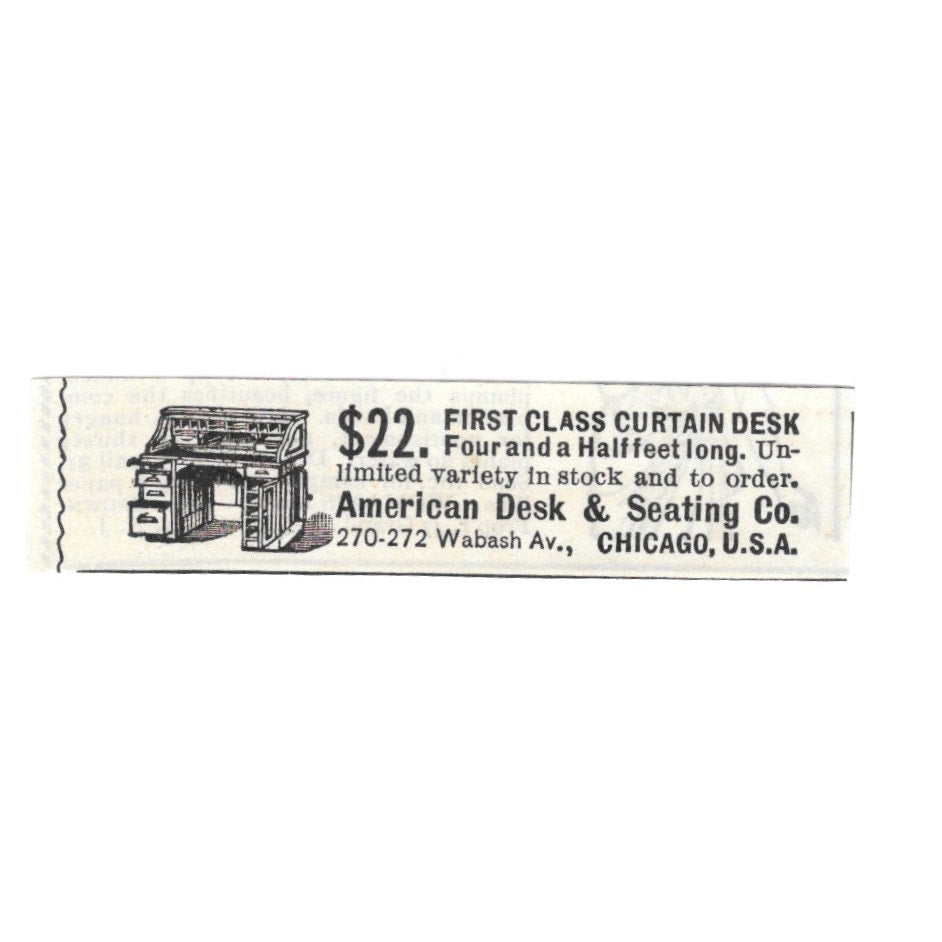 $22. FIRST CLASS CURTAIN DESK
Four and a Half feet long. Un-
limited variety in stock and to order.
American Desk & Seating Co.
270-272 Wabash Av., CHICAGO, U.S.A.